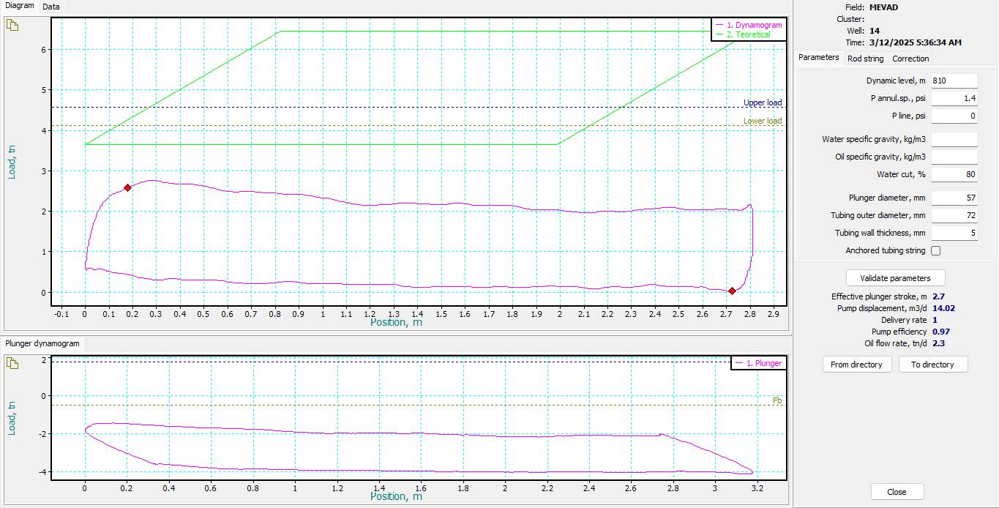 Diagram Data
1. Dynamogram
2. Teoretical
Upper load
Lower load
Load, tn
6
5
4
3
2
1
0
-0.1 0 0.1 0.2 0.3 0.4 0.5 0.6 0.7 0.8 0.9 1 1.1 1.2 1.3 1.4 1.5 1.6 1.7 1.8 1.9 2 2.1 2.2 2.3 2.4 2.5 2.6 2.7 2.8 2.9
Position, m
Plunger dynamogram
1. Plunger
Fb
Load, tn
2
0
-2
-4
0 0.2 0.4 0.6 0.8 1 1.2 1.4 1.6 1.8 2 2.2 2.4 2.6 2.8 3 3.2
Position, m
Field: MEVAD
Cluster:
Well: 14
Time: 3/12/2025 5:36:34 AM
Parameters Rod string Correction
Dynamic level, m 810
P annul.sp., psi 1.4
P line, psi 0
Water specific gravity, kg/m3
Oil specific gravity, kg/m3
Water cut, % 80
Plunger diameter, mm 57
Tubing outer diameter, mm 72
Tubing wall thickness, mm 5
Anchored tubing string
Validate parameters
Effective plunger stroke, m 2.7
Pump displacement, m3/d 14.02
Delivery rate 1
Pump efficiency 0.97
Oil flow rate, tn/d 2.3
From directory To directory
Close